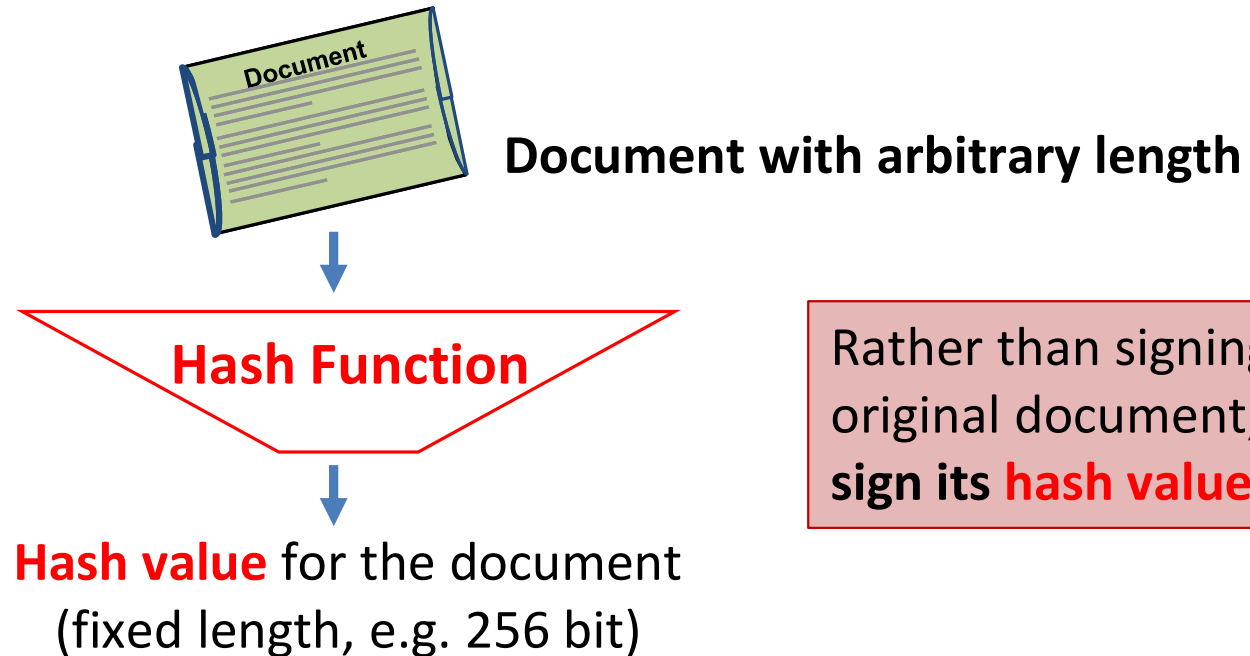 Document
Document with arbitrary length
Hash Function
Rather than signing
original document,
sign its hash value
Hash value for the document
(fixed length, e.g. 256 bit)